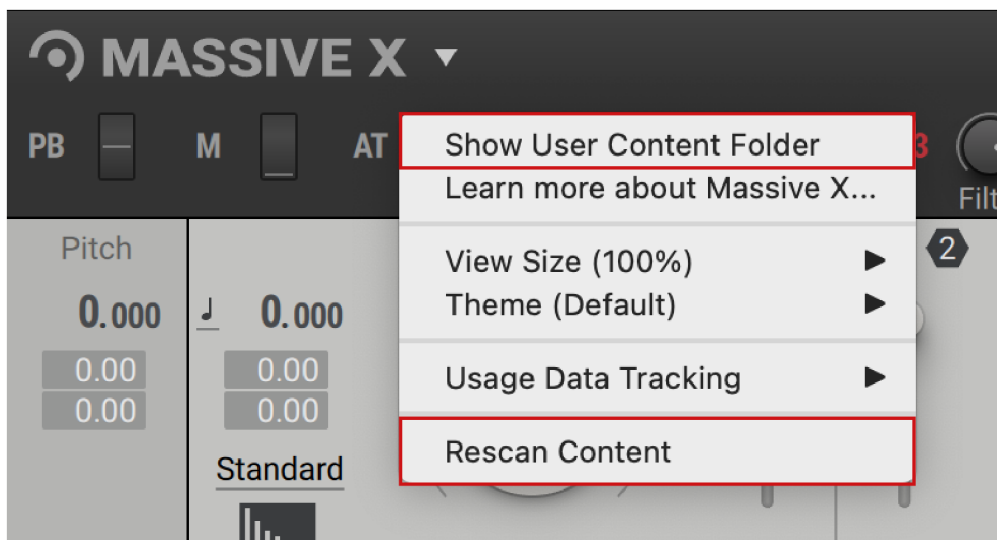 MASSIVE X
PB
M
AT
Show User Content Folder
3
Learn more about Massive X...
Filt
Pitch
View Size (100%)
2
0.000
0.000
Theme (Default)
0.00
0.00
Usage Data Tracking
0.00
0.00
Rescan Content
Standard